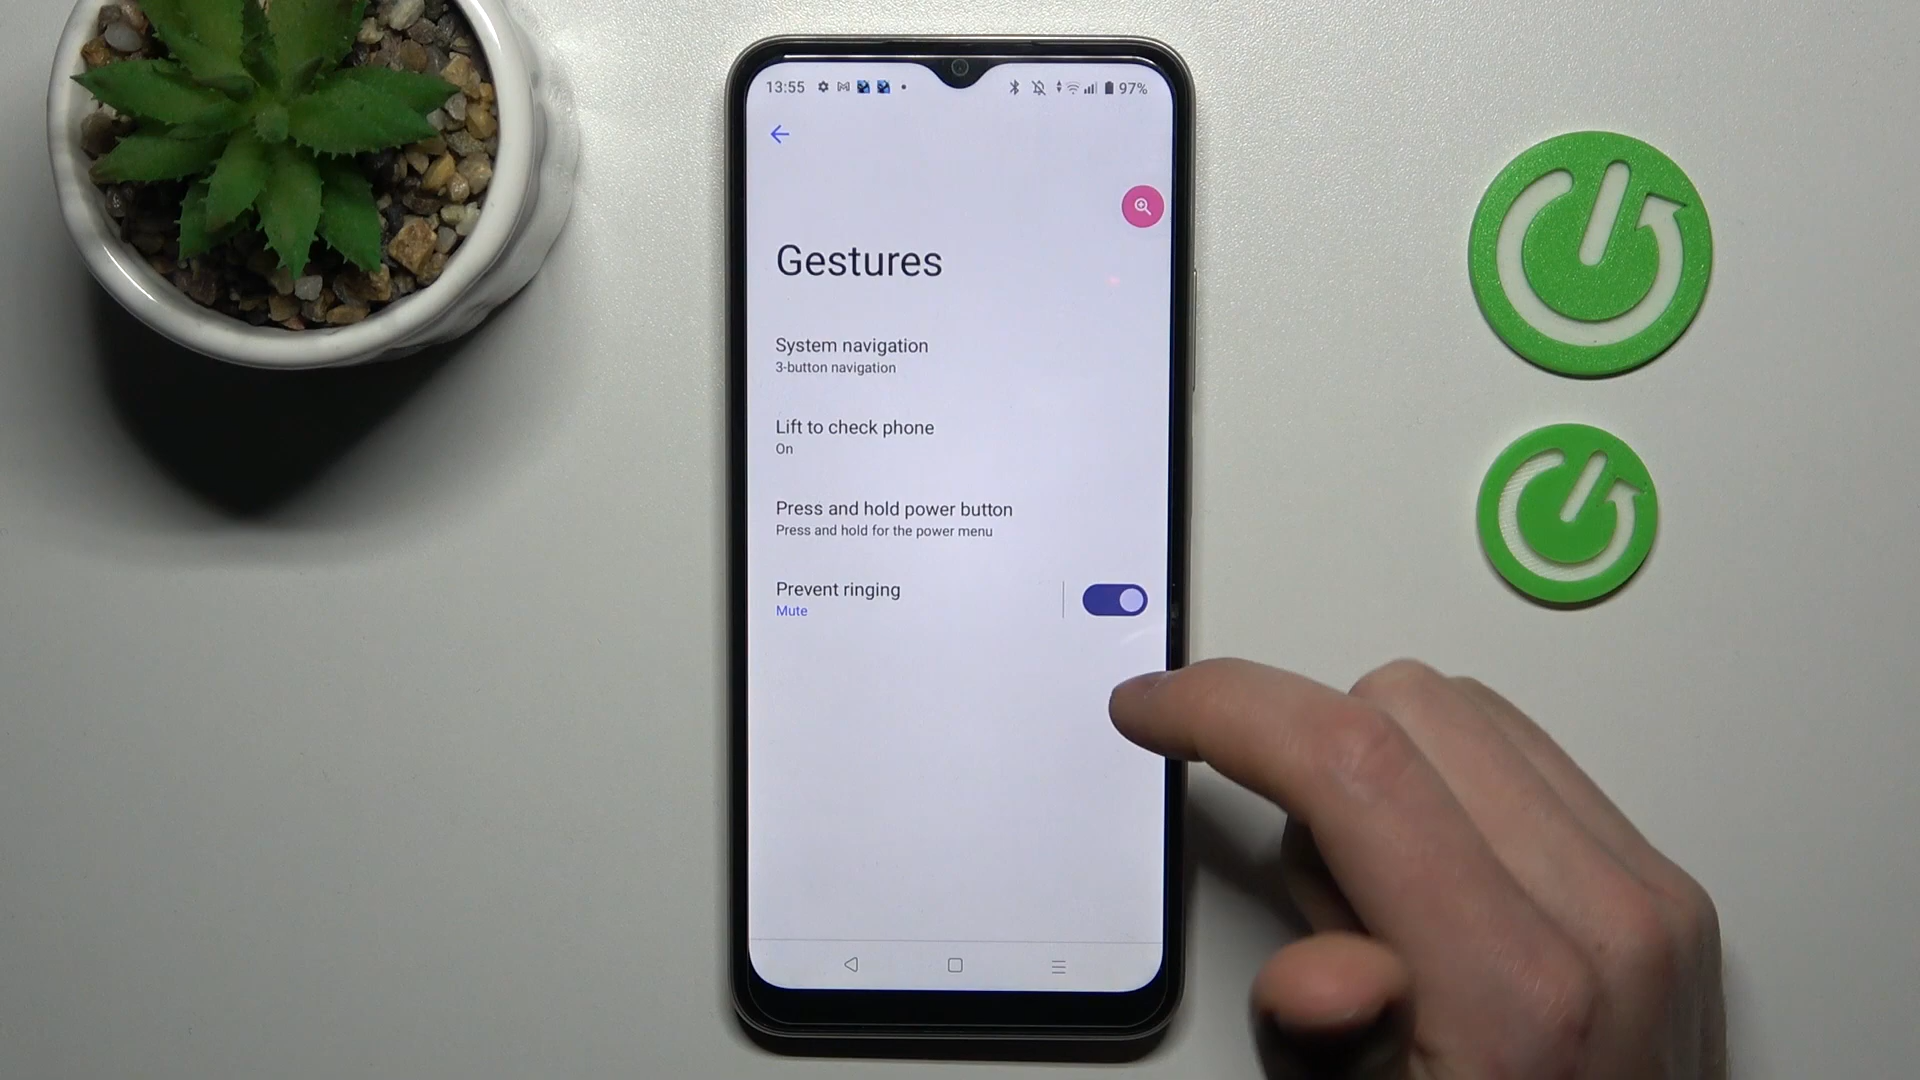 13:55 97%
Gestures
System navigation
3-button navigation
Lift to check phone
On
Press and hold power button
Press and hold for the power menu
Prevent ringing
Mute